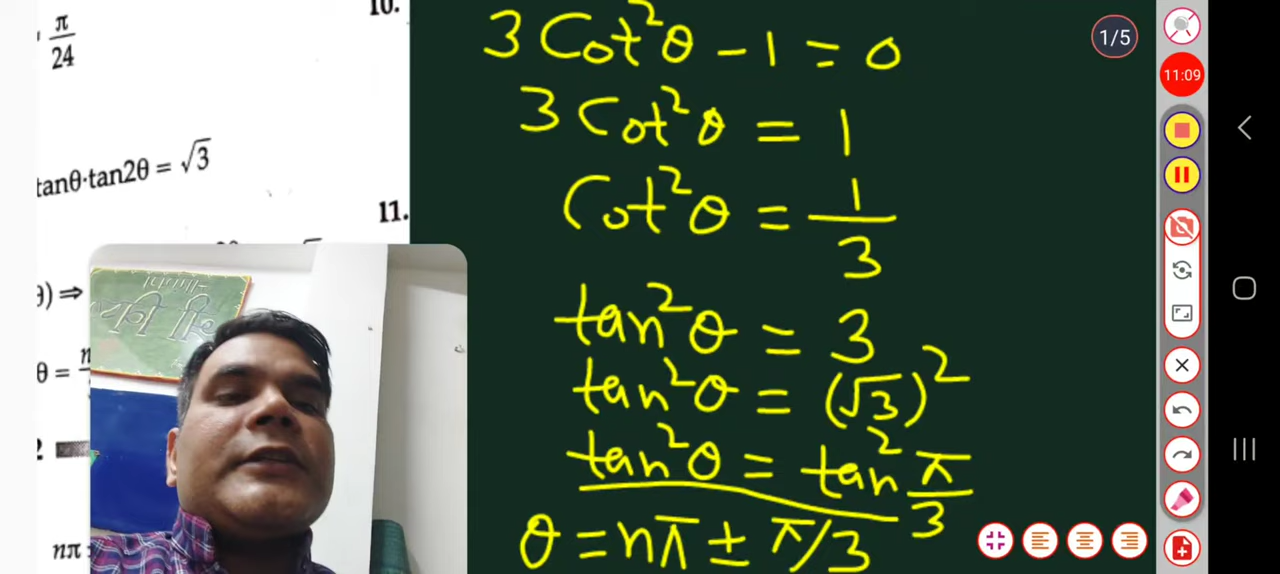 π/24
10.
tanθ·tan2θ = √3
11.
θ) ⇒
θ =
nπ
3 Cot²θ - 1 = 0
3 Cot²θ = 1
Cot²θ = 1/3
tan²θ = 3
tan²θ = (√3)²
tan²θ = tan² π/3
θ = nπ ± π/3
1/5
11:09